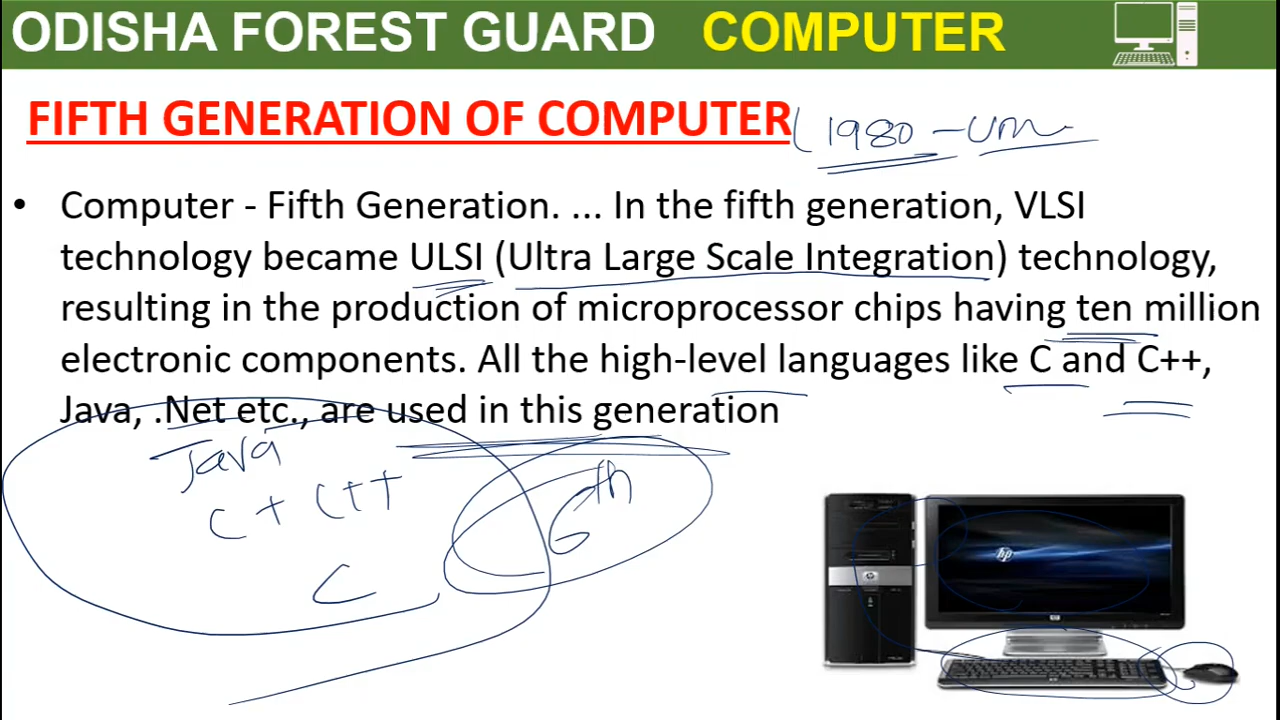 ODISHA FOREST GUARD COMPUTER
FIFTH GENERATION OF COMPUTER (1980 -
• Computer - Fifth Generation. ... In the fifth generation, VLSI
technology became ULSI (Ultra Large Scale Integration) technology,
resulting in the production of microprocessor chips having ten million
electronic components. All the high-level languages like C and C++,
Java, .Net etc., are used in this generation
Java
C + C++
6th
C
hp